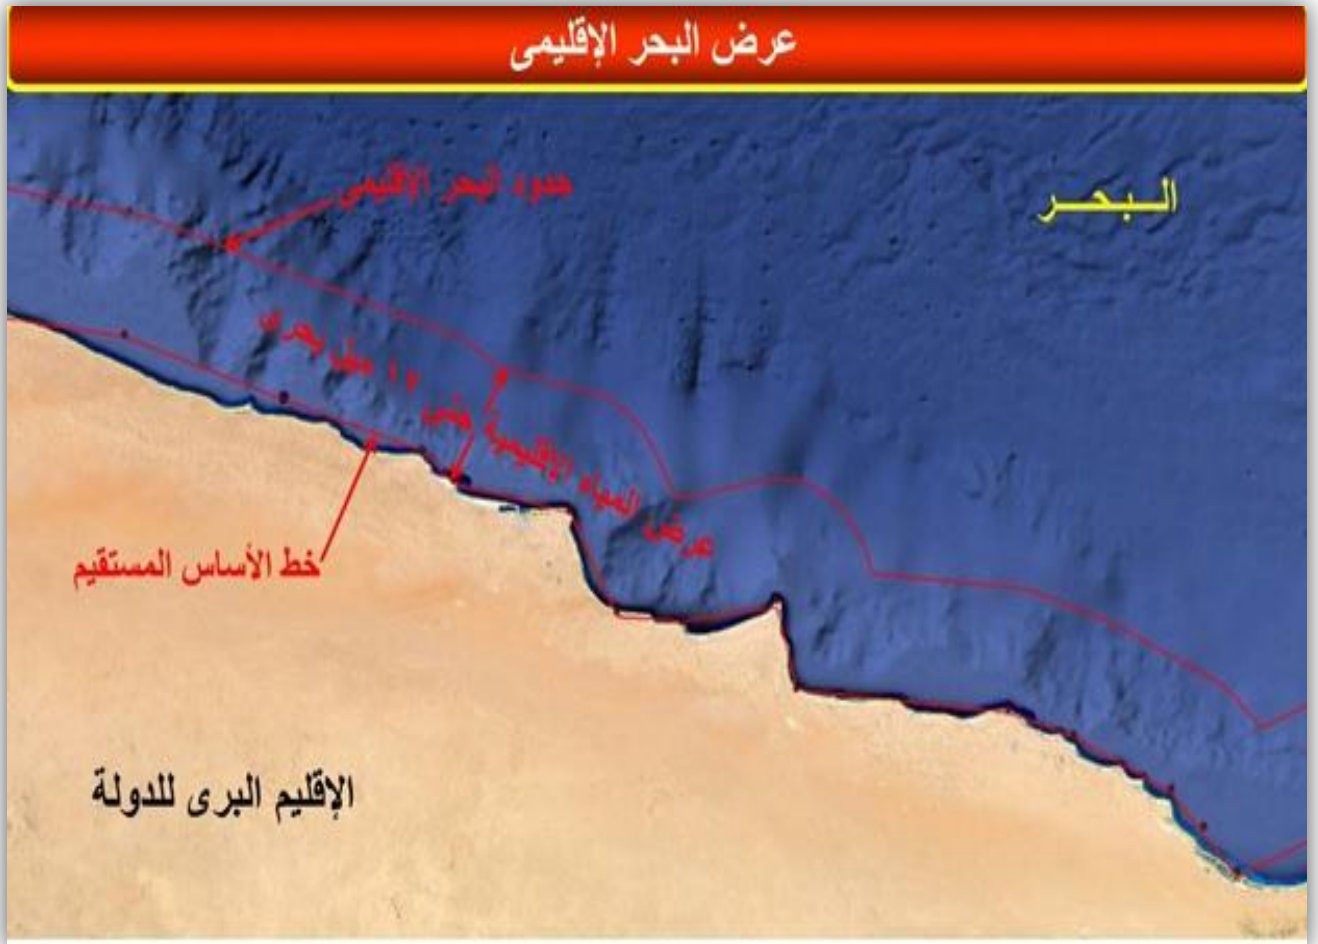 عرض البحر الإقليمى
البحر
حدود البحر الإقليمى
عرض المياه الإقليمية حتى ١٢ ميل بحرى
خط الأساس المستقيم
الإقليم البرى للدولة